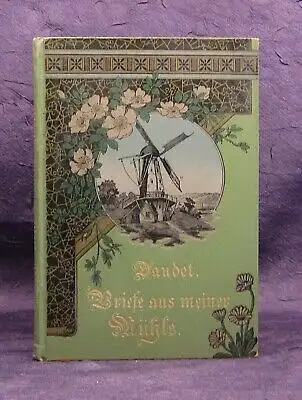 Daudet.
Briefe aus meiner
Mühle.